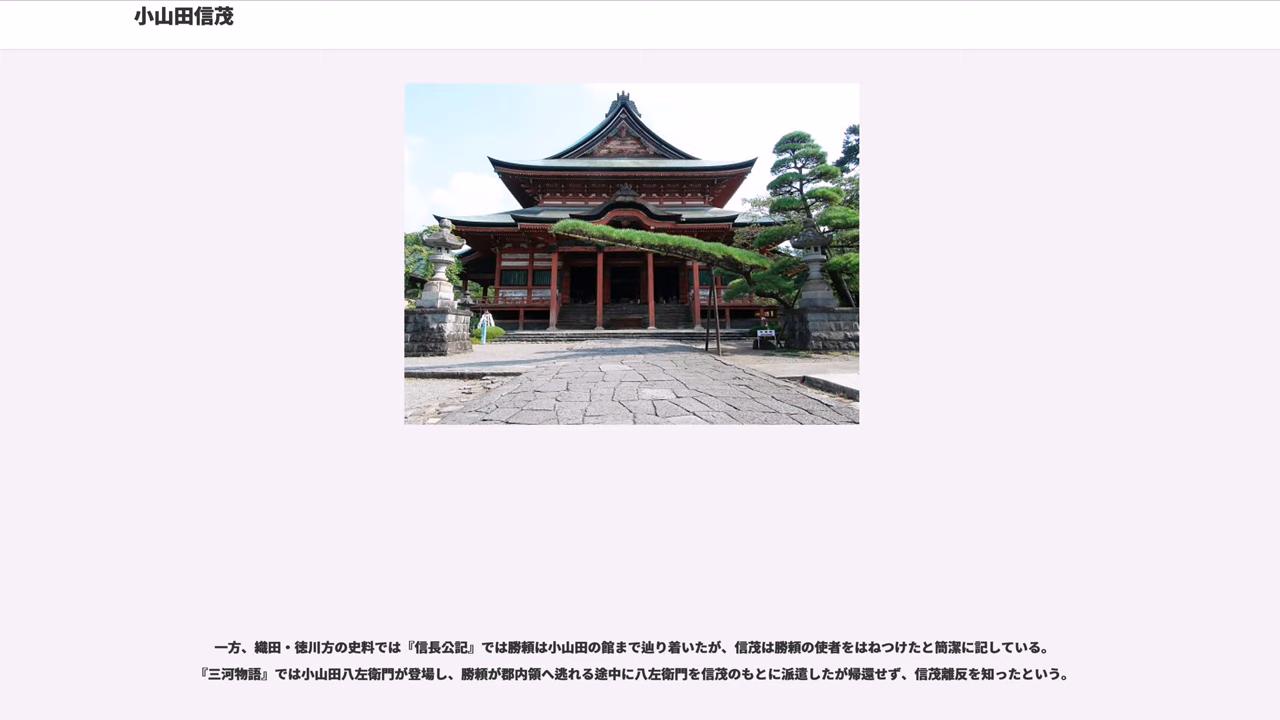 小山田信茂
一方、織田・徳川方の史料では『信長公記』では勝頼は小山田の館まで辿り着いたが、信茂は勝頼の使者をはねつけたと簡潔に記している。
『三河物語』では小山田八左衛門が登場し、勝頼が郡内領へ逃れる途中に八左衛門を信茂のもとに派遣したが帰還せず、信茂離反を知ったという。